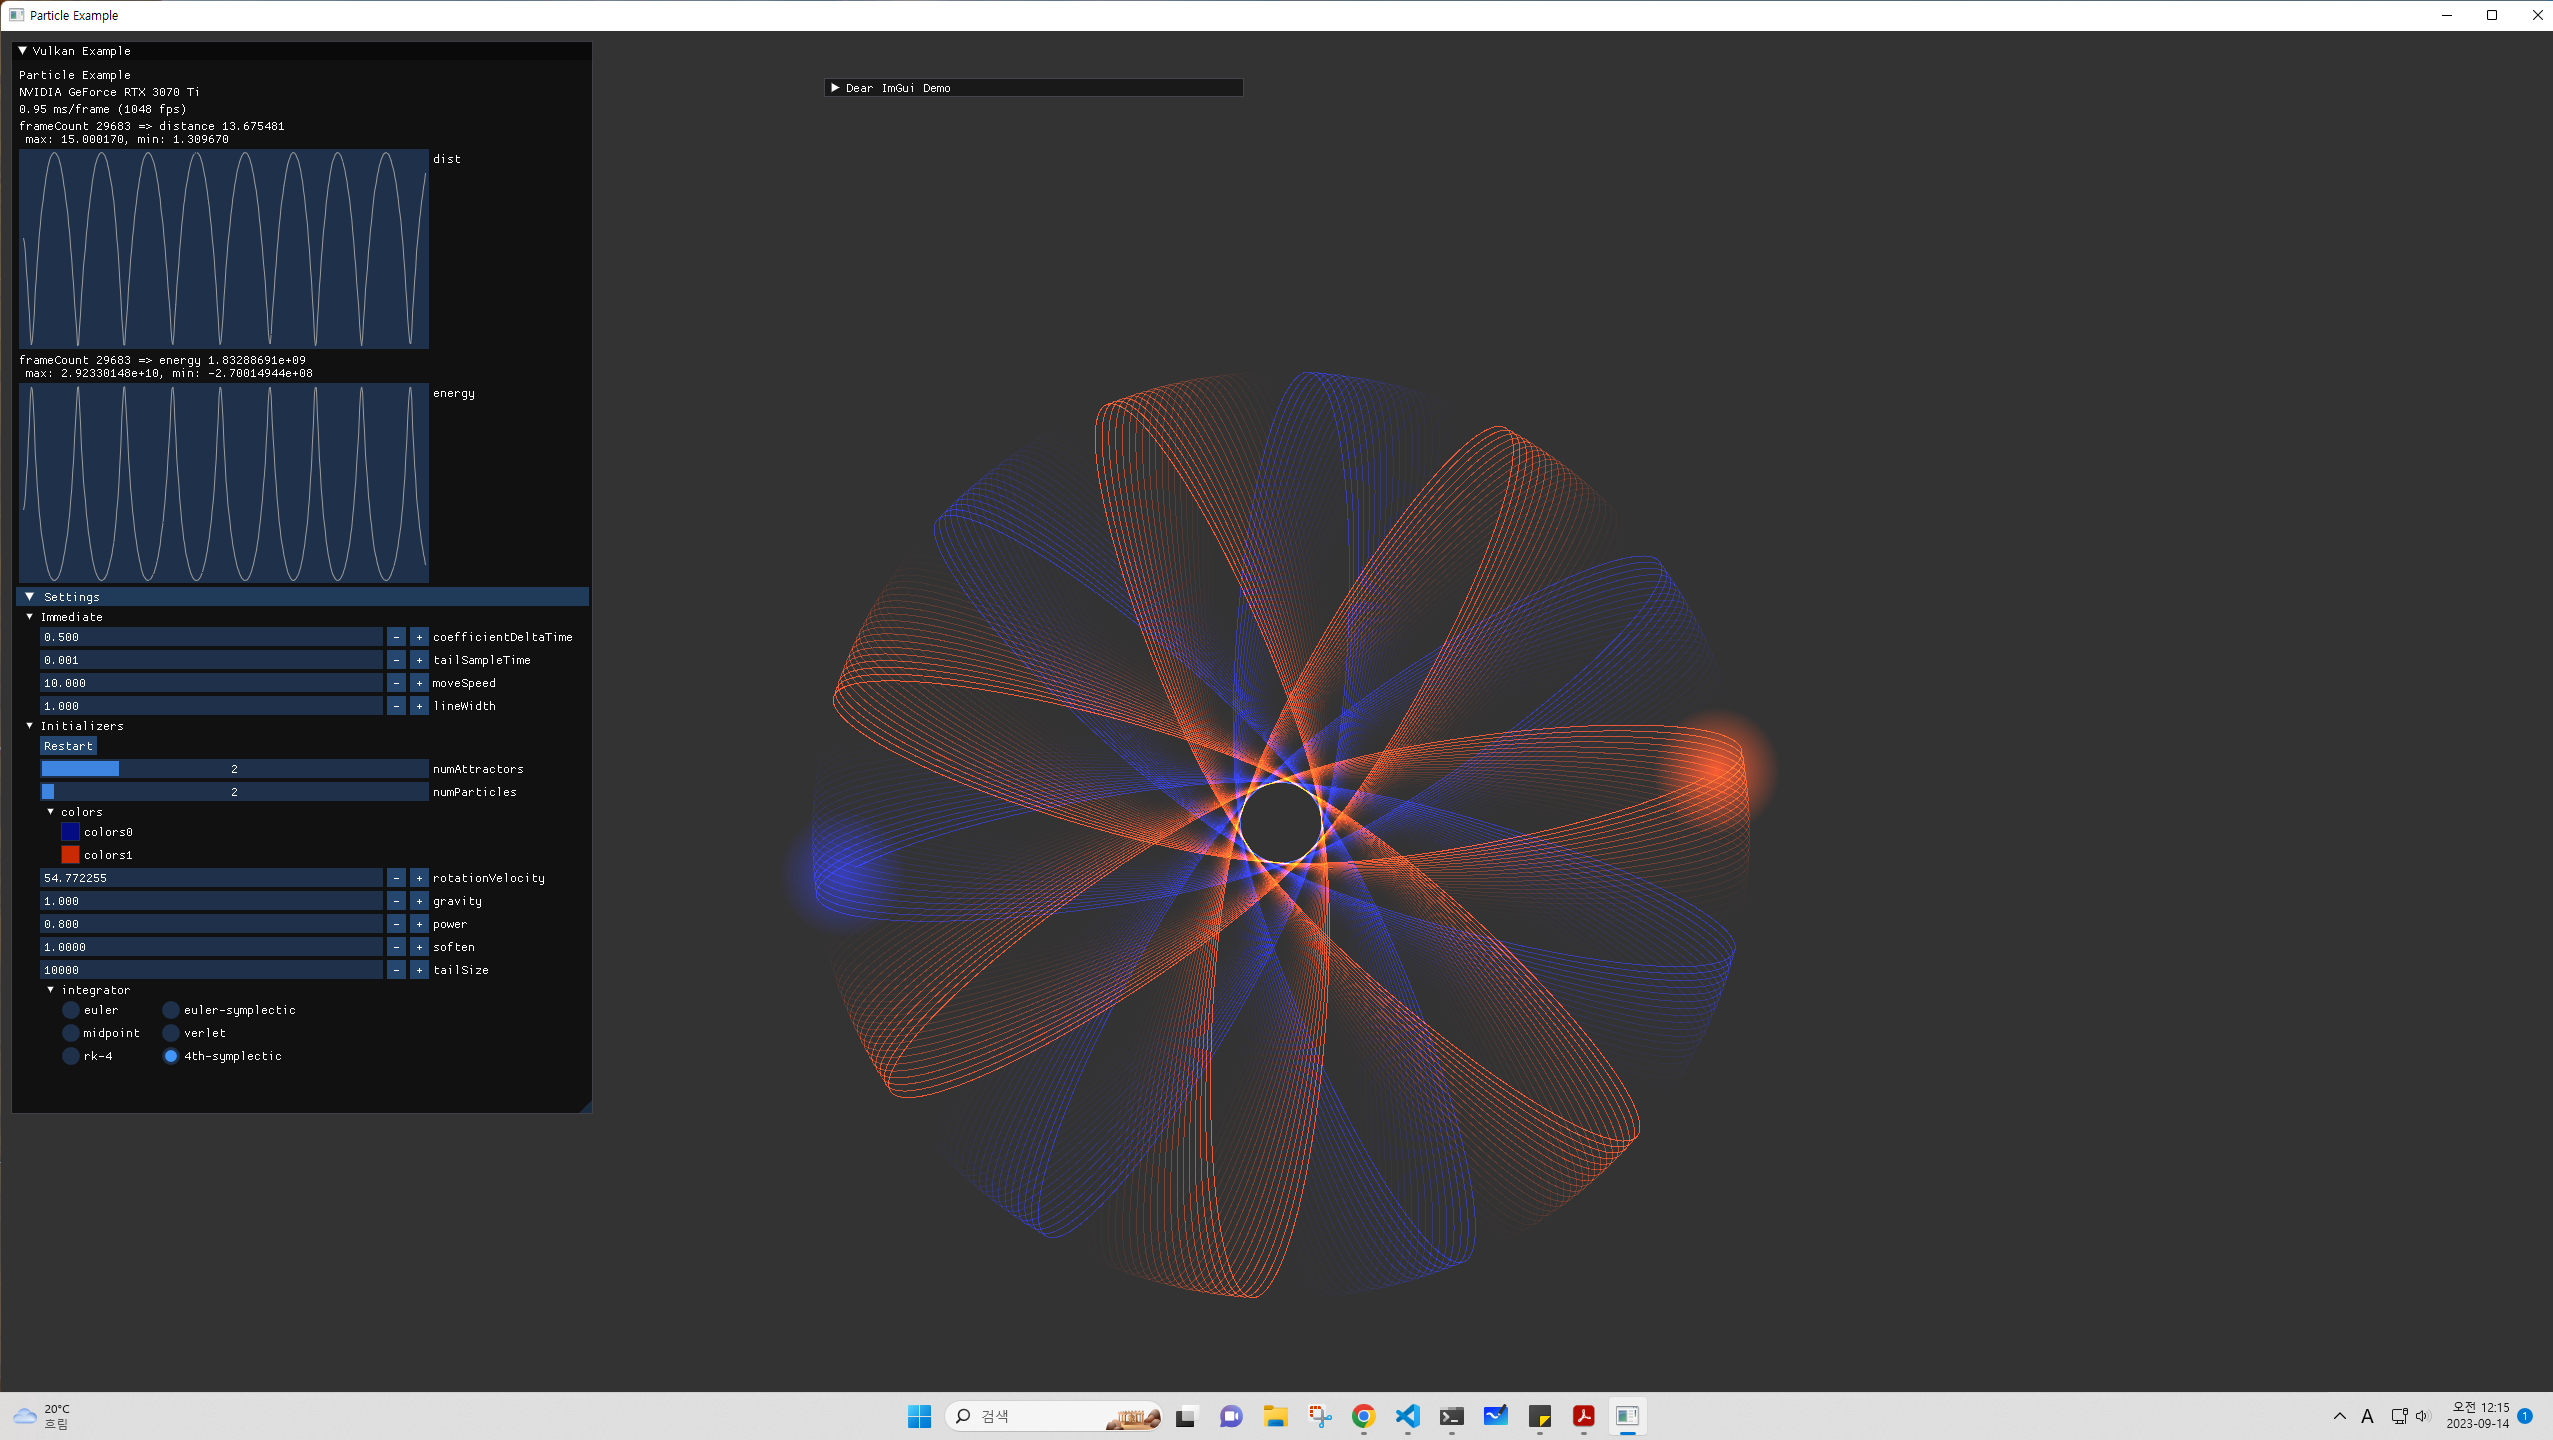 Particle Example
Vulkan Example
Particle Example
NVIDIA GeForce RTX 3070 Ti
0.95 ms/frame (1048 fps)
frameCount 29683 => distance 13.675481
max: 15.000170, min: 1.309670
dist
frameCount 29683 => energy 1.83288691e+09
max: 2.92330148e+10, min: -2.70014944e+08
energy
Settings
Immediate
0.500 - + coefficientDeltaTime
0.001 - + tailSampleTime
10.000 - + moveSpeed
1.000 - + lineWidth
Initializers
Restart
2 numAttractors
2 numParticles
colors
colors0
colors1
54.772255 - + rotationVelocity
1.000 - + gravity
0.800 - + power
1.0000 - + soften
10000 - + tailSize
integrator
euler euler-symplectic
midpoint verlet
rk-4 4th-symplectic
Dear ImGui Demo
20°C
흐림
검색
A
오전 12:15
2023-09-14
1